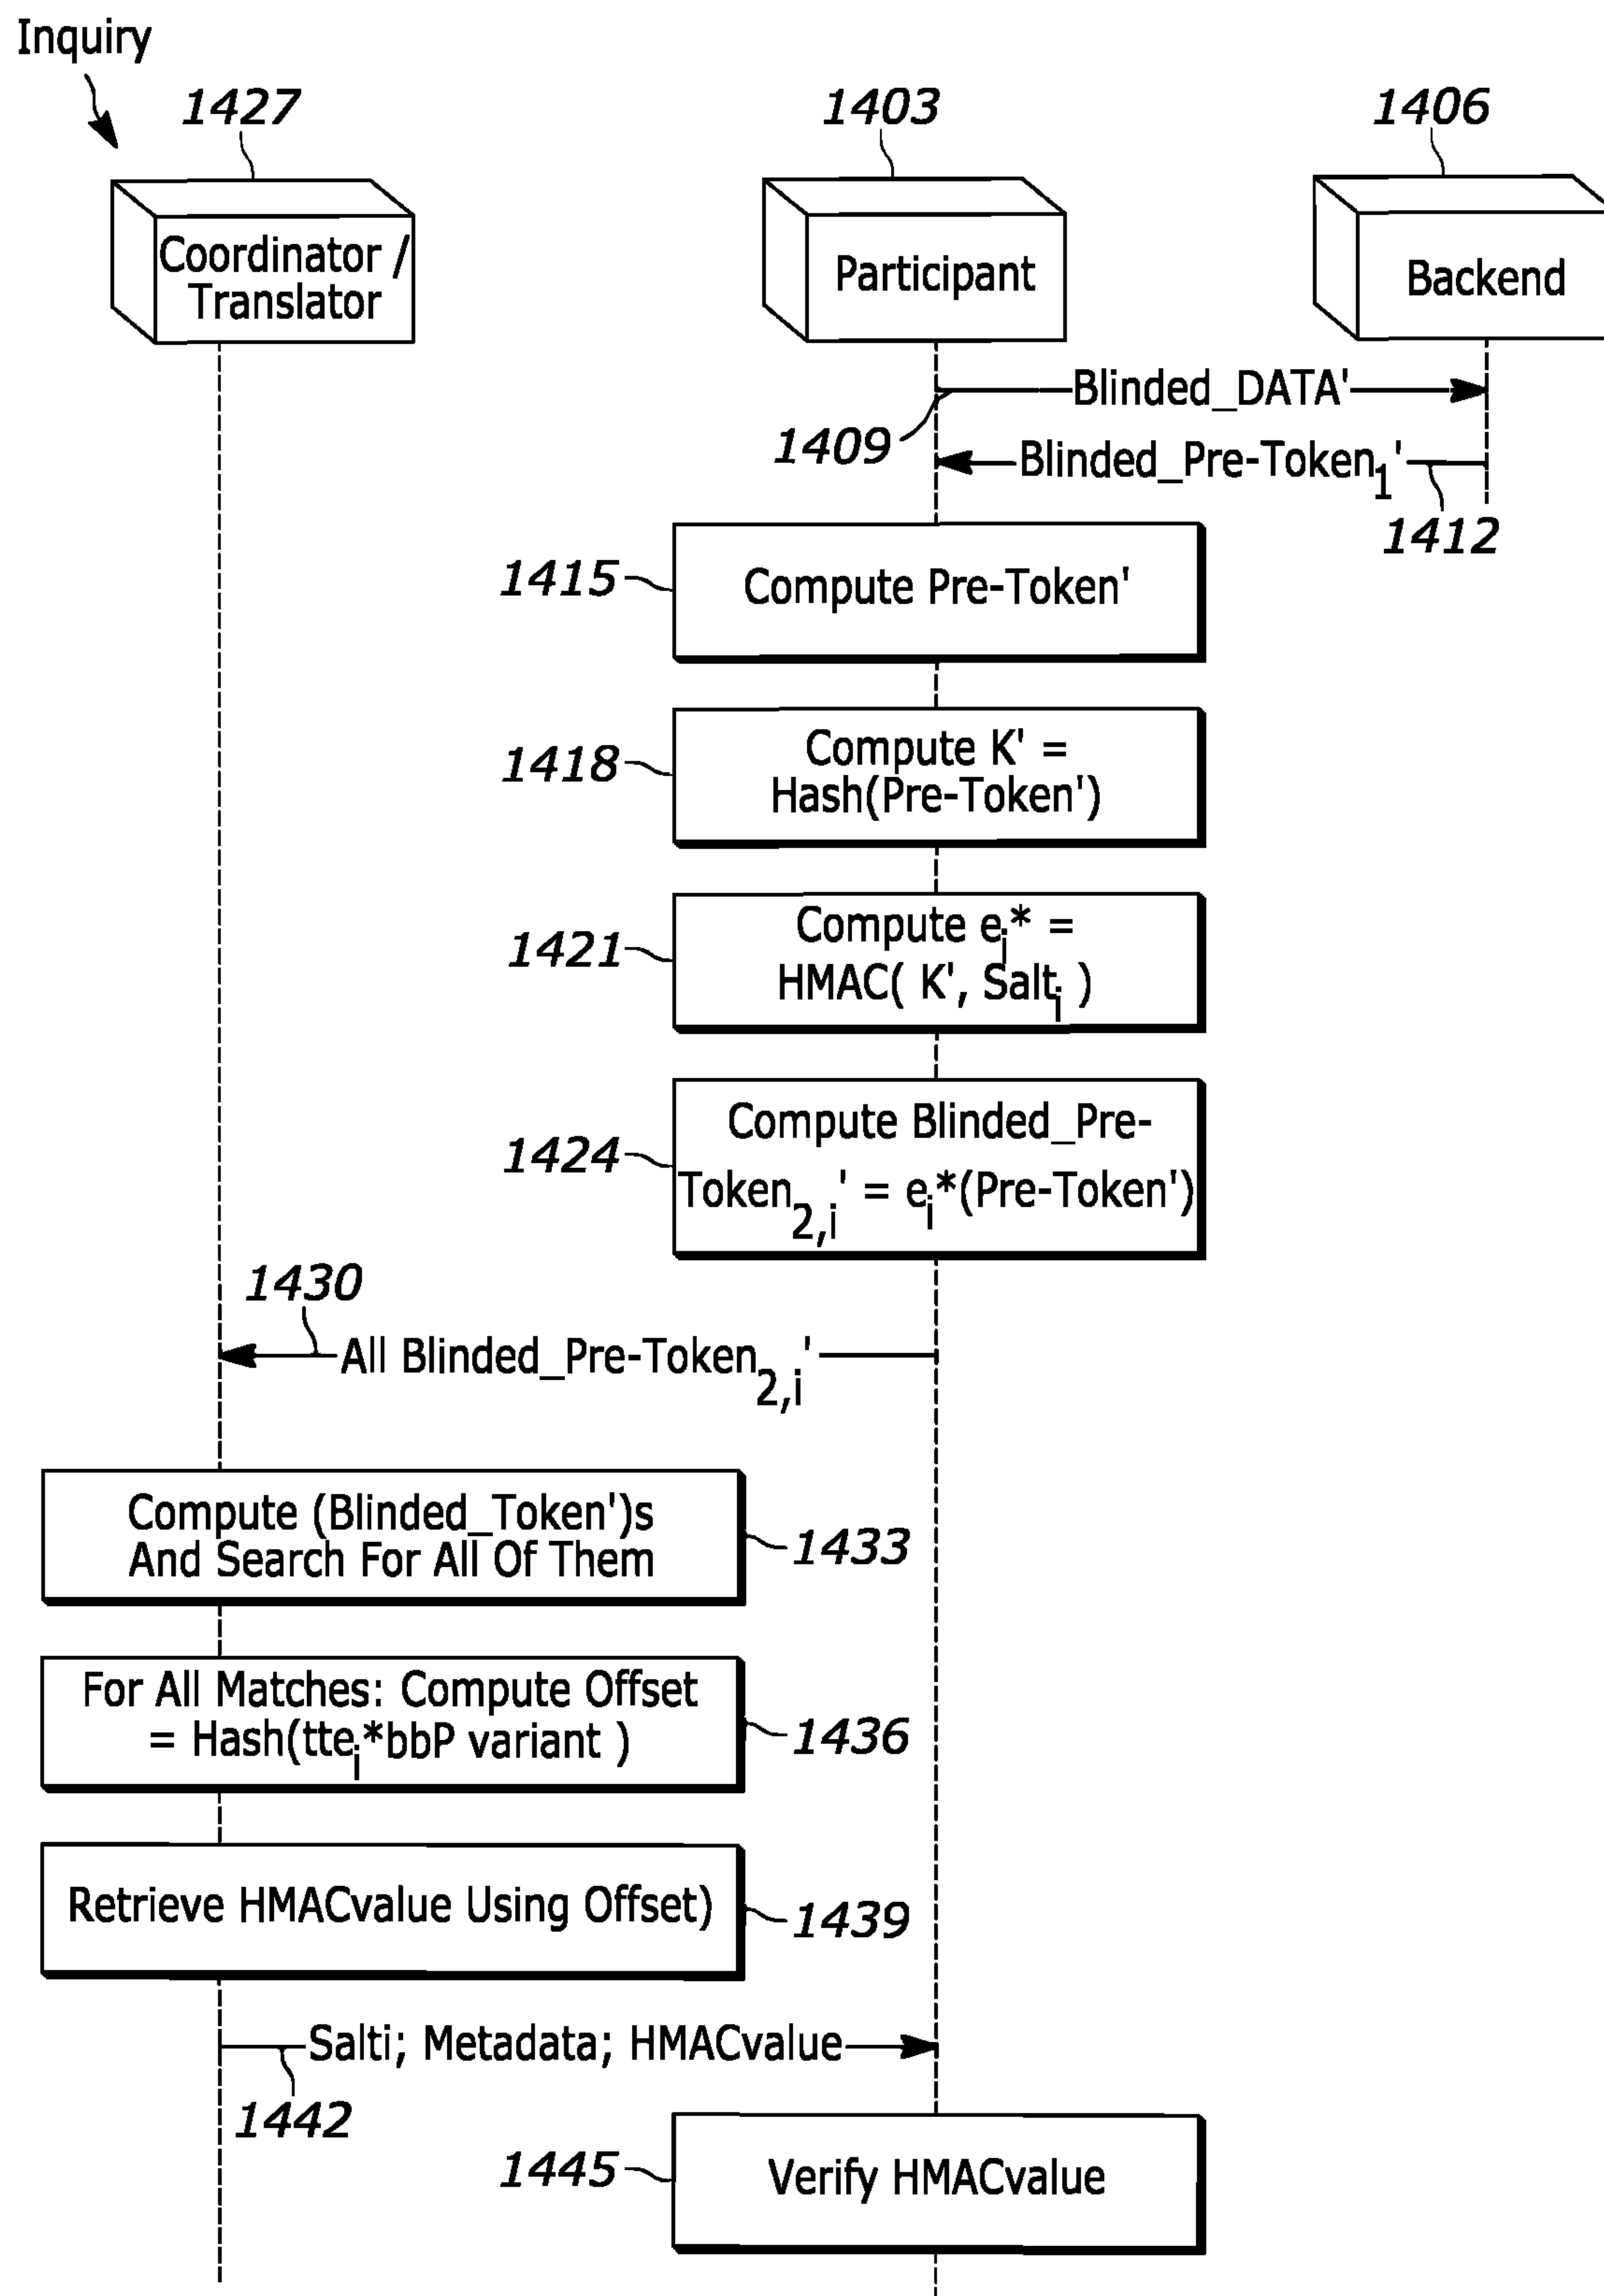 Inquiry
1427
1403
1406
Coordinator /
Translator
Participant
Backend
Blinded_DATA'
1409
Blinded_Pre-Token1'
1412
1415
Compute Pre-Token'
1418
Compute K' =
Hash(Pre-Token')
1421
Compute ei* =
HMAC( K', Salti )
1424
Compute Blinded_Pre-
Token2,i' = ei*(Pre-Token')
1430
All Blinded_Pre-Token2,i'
Compute (Blinded_Token')s
And Search For All Of Them
1433
For All Matches: Compute Offset
= Hash(ttei*bbP variant )
1436
Retrieve HMACvalue Using Offset)
1439
Salti; Metadata; HMACvalue
1442
1445
Verify HMACvalue